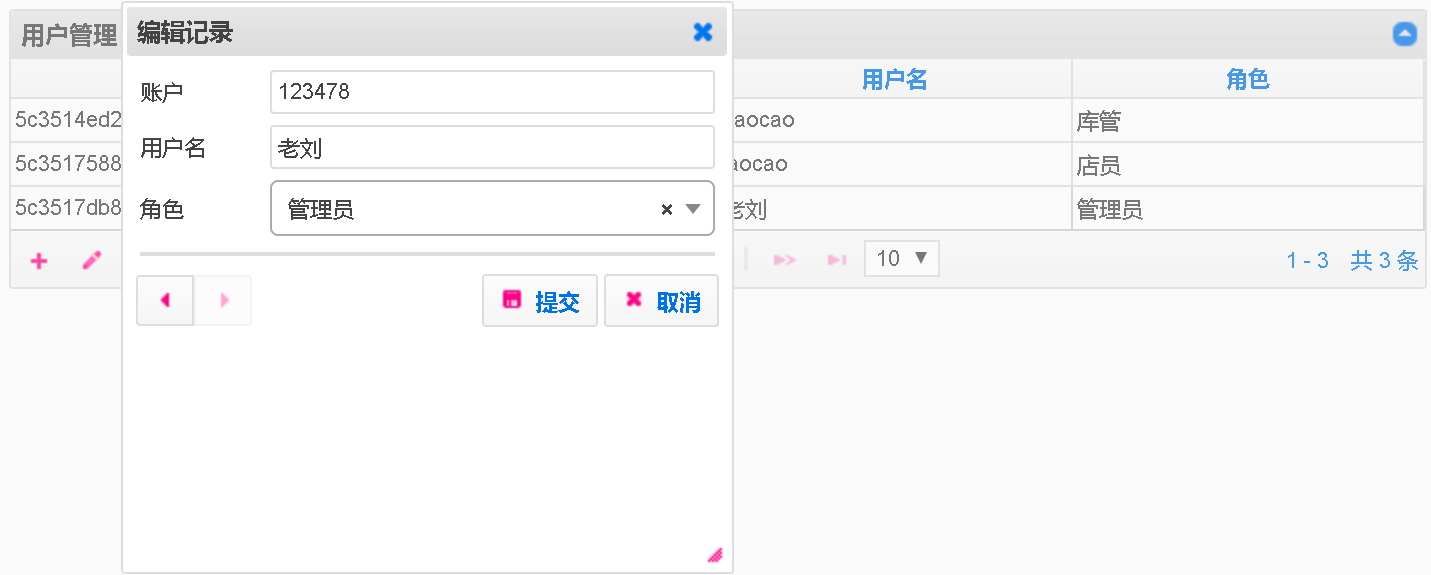 用户管理
编辑记录
账户
123478
用户名
老刘
角色
管理员
提交
取消
用户名
角色
5c3514ed2
aocao
库管
5c3517588
aocao
店员
5c3517db8
老刘
管理员
10
1 - 3 共 3 条